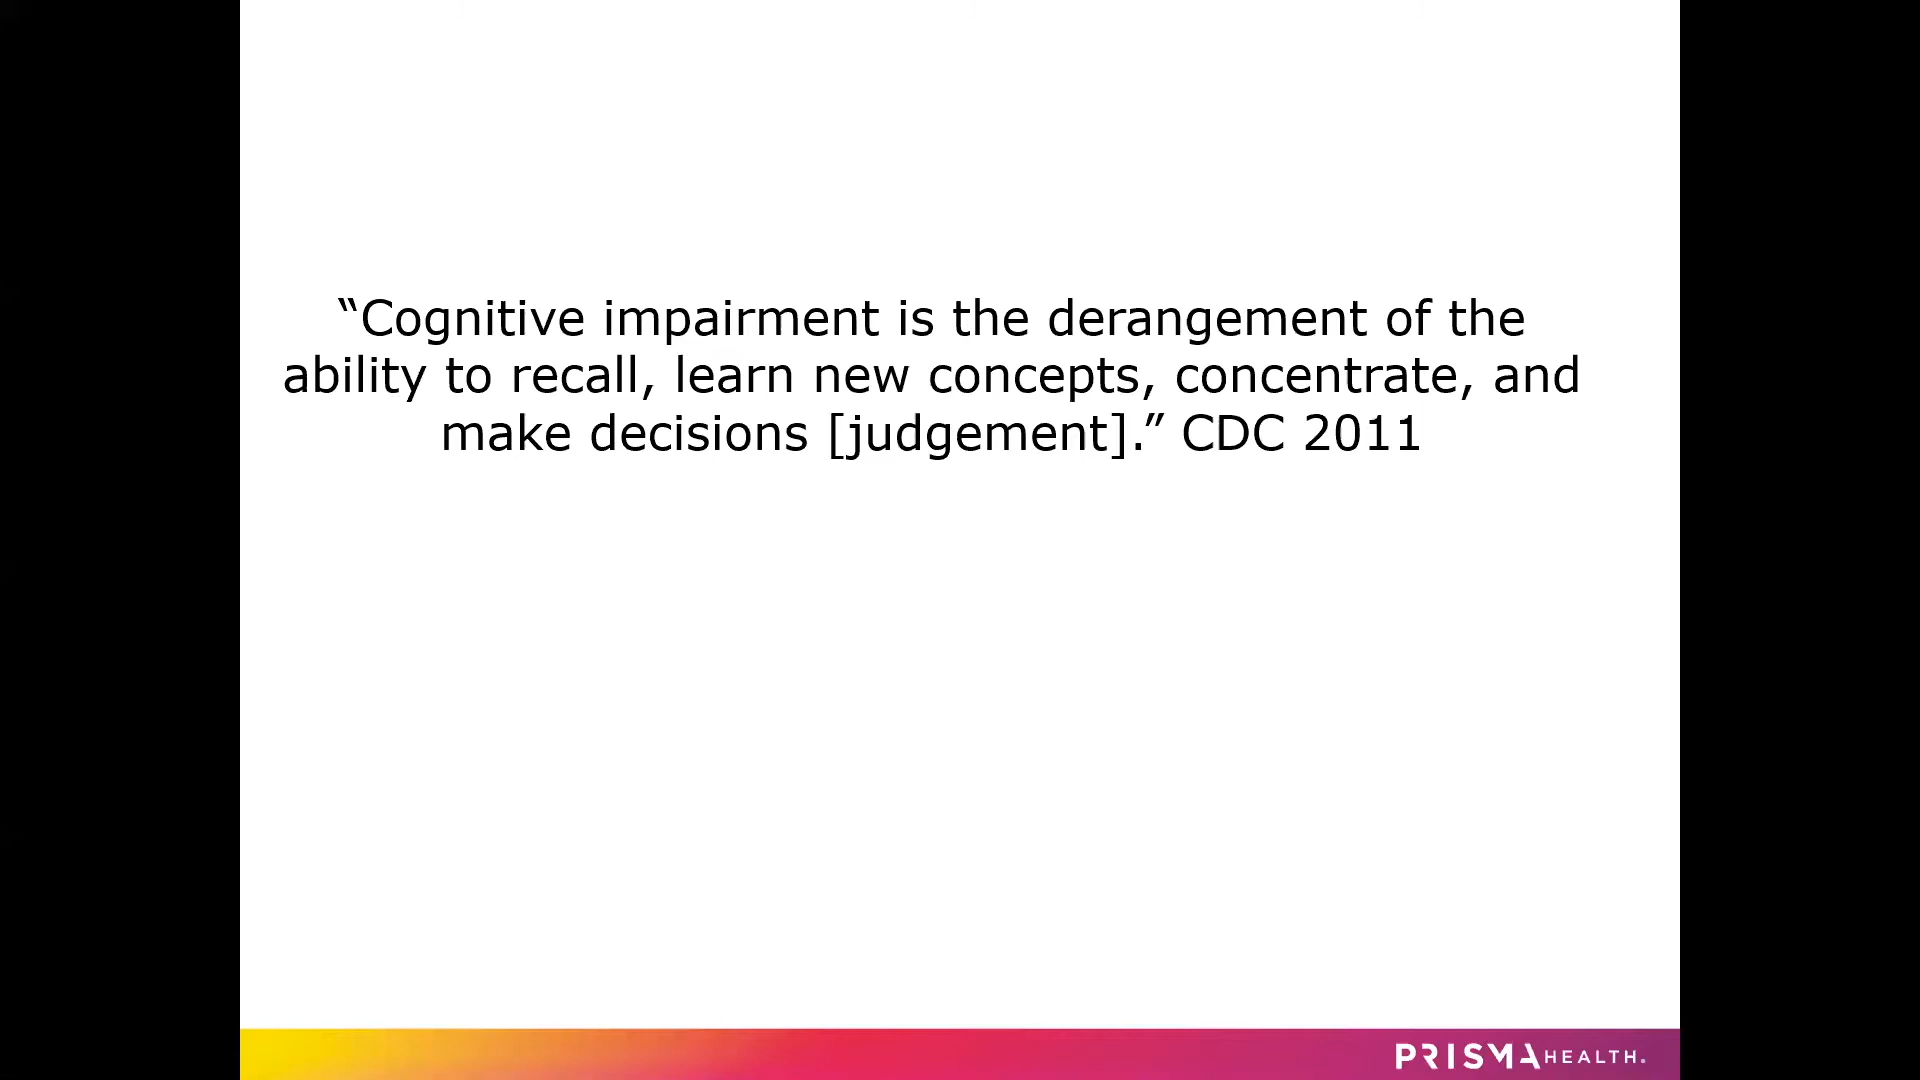 “Cognitive impairment is the derangement of the
ability to recall, learn new concepts, concentrate, and
make decisions [judgement].” CDC 2011
PRISMA HEALTH.